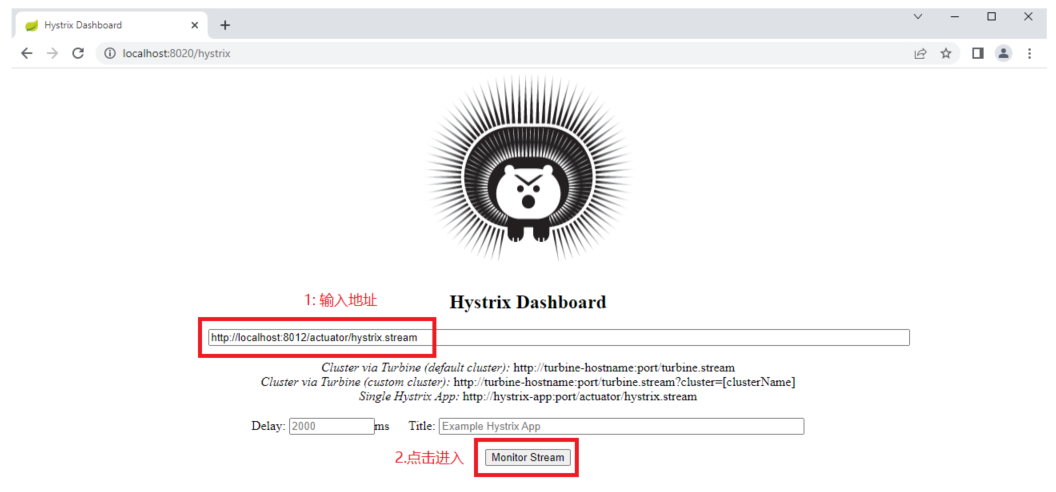 Hystrix Dashboard
localhost:8020/hystrix
1: 输入地址
Hystrix Dashboard
http://localhost:8012/actuator/hystrix.stream
Cluster via Turbine (default cluster): http://turbine-hostname:port/turbine.stream
Cluster via Turbine (custom cluster): http://turbine-hostname:port/turbine.stream?cluster=[clusterName]
Single Hystrix App: http://hystrix-app:port/actuator/hystrix.stream
Delay: 2000 ms Title: Example Hystrix App
2.点击进入 Monitor Stream